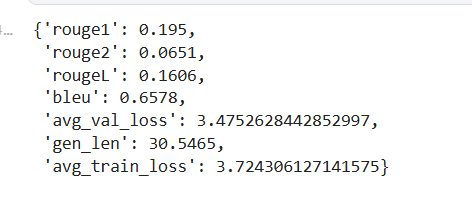 {'rouge1': 0.195,
'rouge2': 0.0651,
'rougeL': 0.1606,
'bleu': 0.6578,
'avg_val_loss': 3.4752628442852997,
'gen_len': 30.5465,
'avg_train_loss': 3.724306127141575}